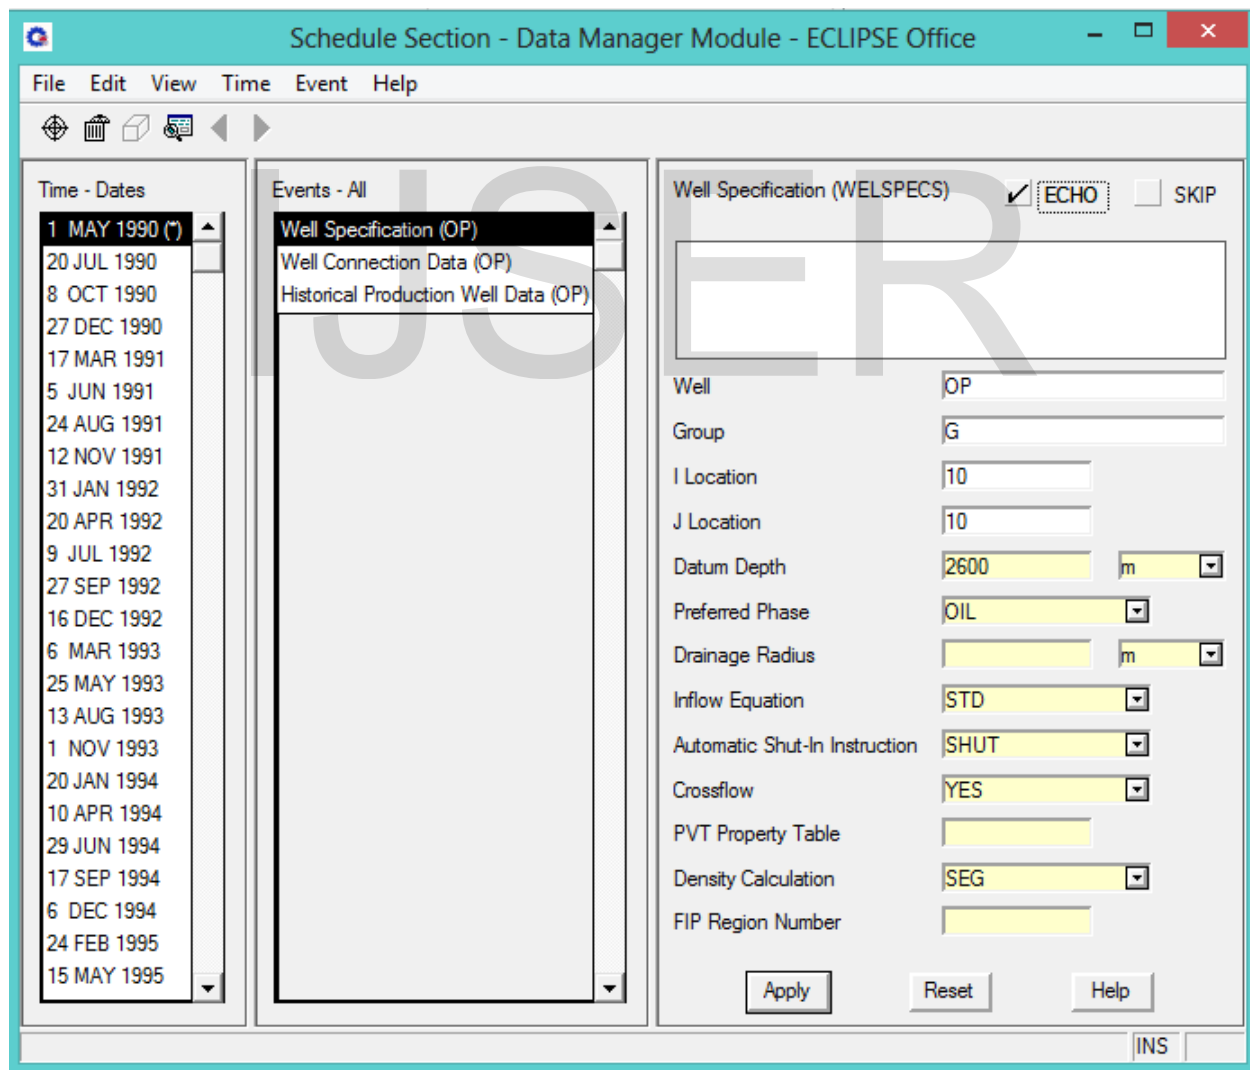 Schedule Section - Data Manager Module - ECLIPSE Office
File Edit View Time Event Help
Time - Dates
1 MAY 1990 (*)
20 JUL 1990
8 OCT 1990
27 DEC 1990
17 MAR 1991
5 JUN 1991
24 AUG 1991
12 NOV 1991
31 JAN 1992
20 APR 1992
9 JUL 1992
27 SEP 1992
16 DEC 1992
6 MAR 1993
25 MAY 1993
13 AUG 1993
1 NOV 1993
20 JAN 1994
10 APR 1994
29 JUN 1994
17 SEP 1994
6 DEC 1994
24 FEB 1995
15 MAY 1995
Events - All
Well Specification (OP)
Well Connection Data (OP)
Historical Production Well Data (OP)
Well Specification (WELSPECS) ECHO SKIP
Well OP
Group G
I Location 10
J Location 10
Datum Depth 2600 m
Preferred Phase OIL
Drainage Radius m
Inflow Equation STD
Automatic Shut-In Instruction SHUT
Crossflow YES
PVT Property Table
Density Calculation SEG
FIP Region Number
Apply Reset Help
INS
IJSER